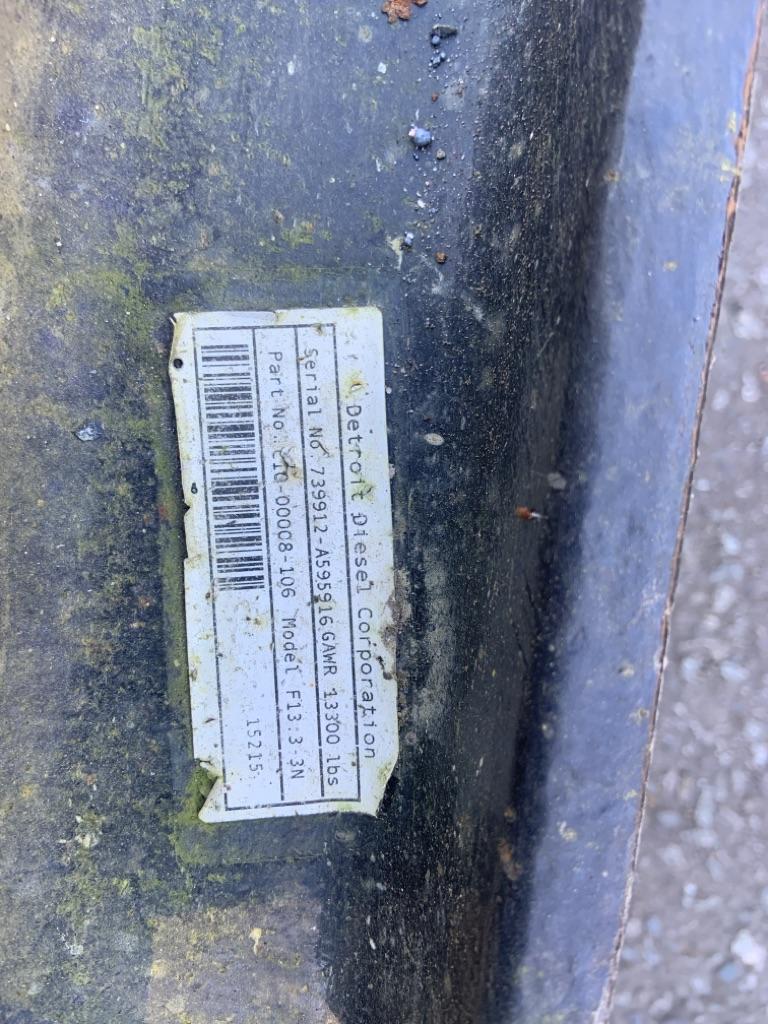 Detroit Diesel Corporation
Serial No 739912-A595916 GAWR 13300 lbs
Part No. 10-00008-106 Model F13.3-3N
15215